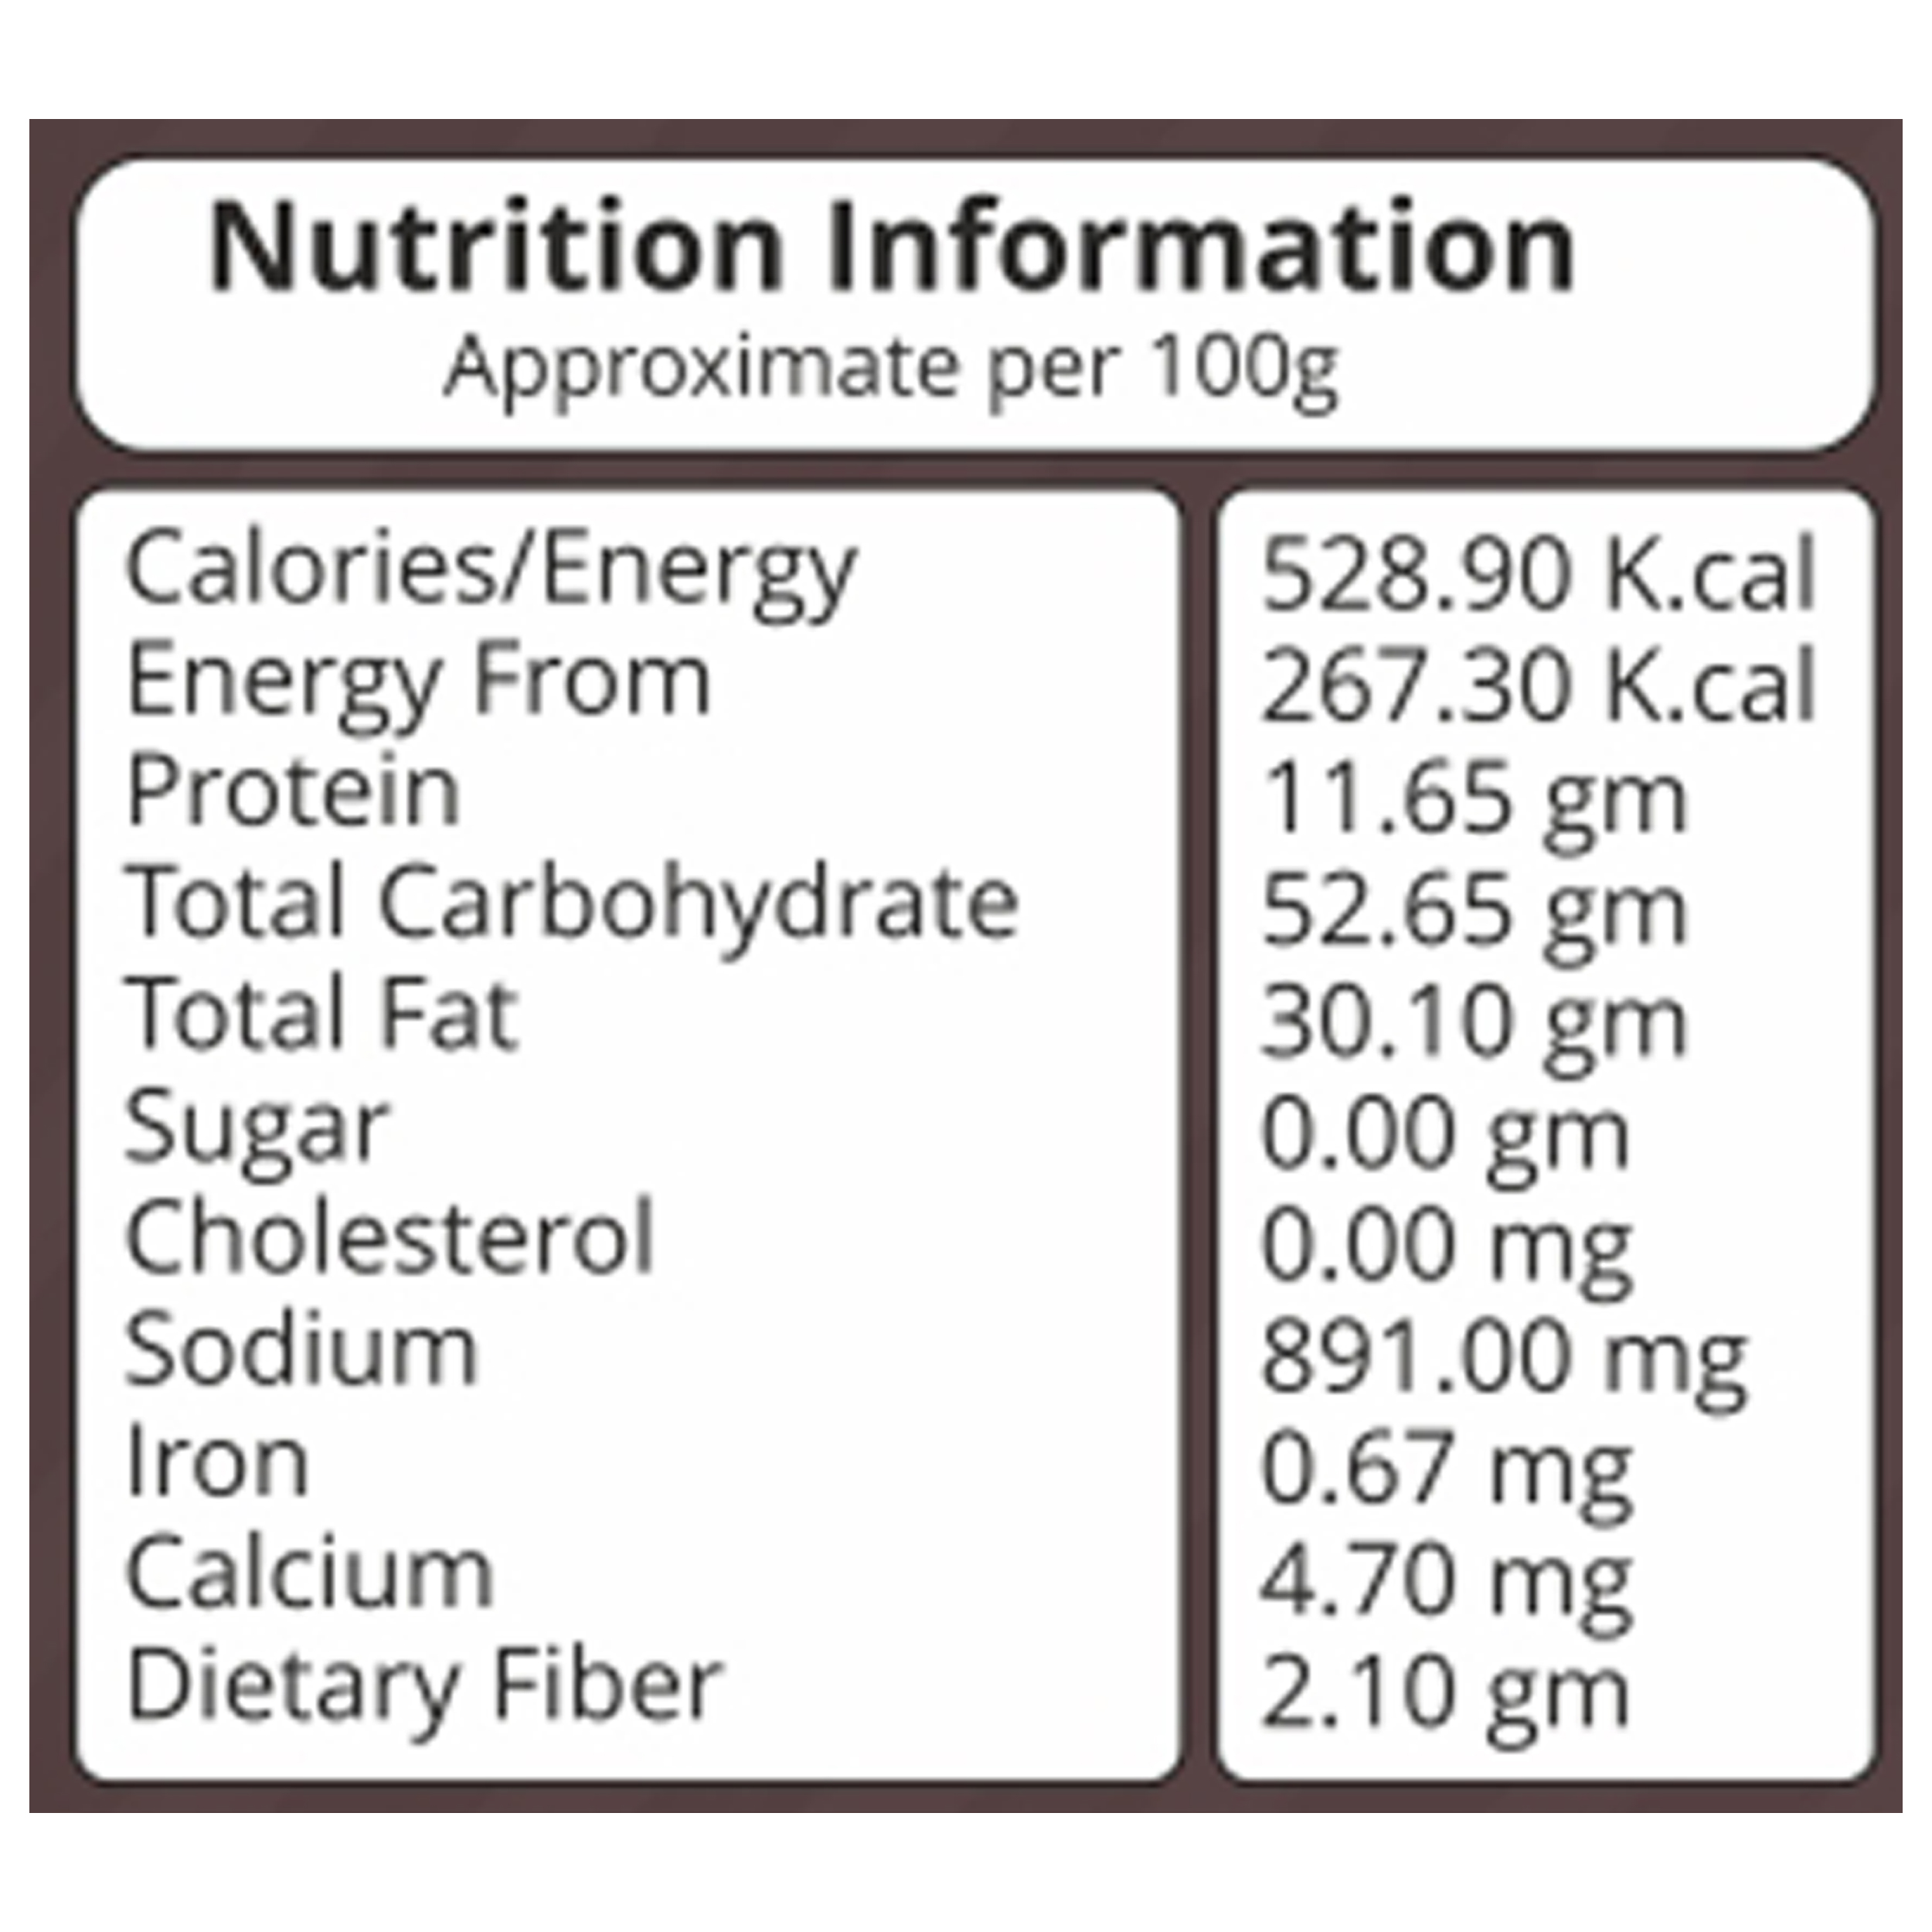 Nutrition Information
Approximate per 100g
Calories/Energy 528.90 K.cal
Energy From 267.30 K.cal
Protein 11.65 gm
Total Carbohydrate 52.65 gm
Total Fat 30.10 gm
Sugar 0.00 gm
Cholesterol 0.00 mg
Sodium 891.00 mg
Iron 0.67 mg
Calcium 4.70 mg
Dietary Fiber 2.10 gm